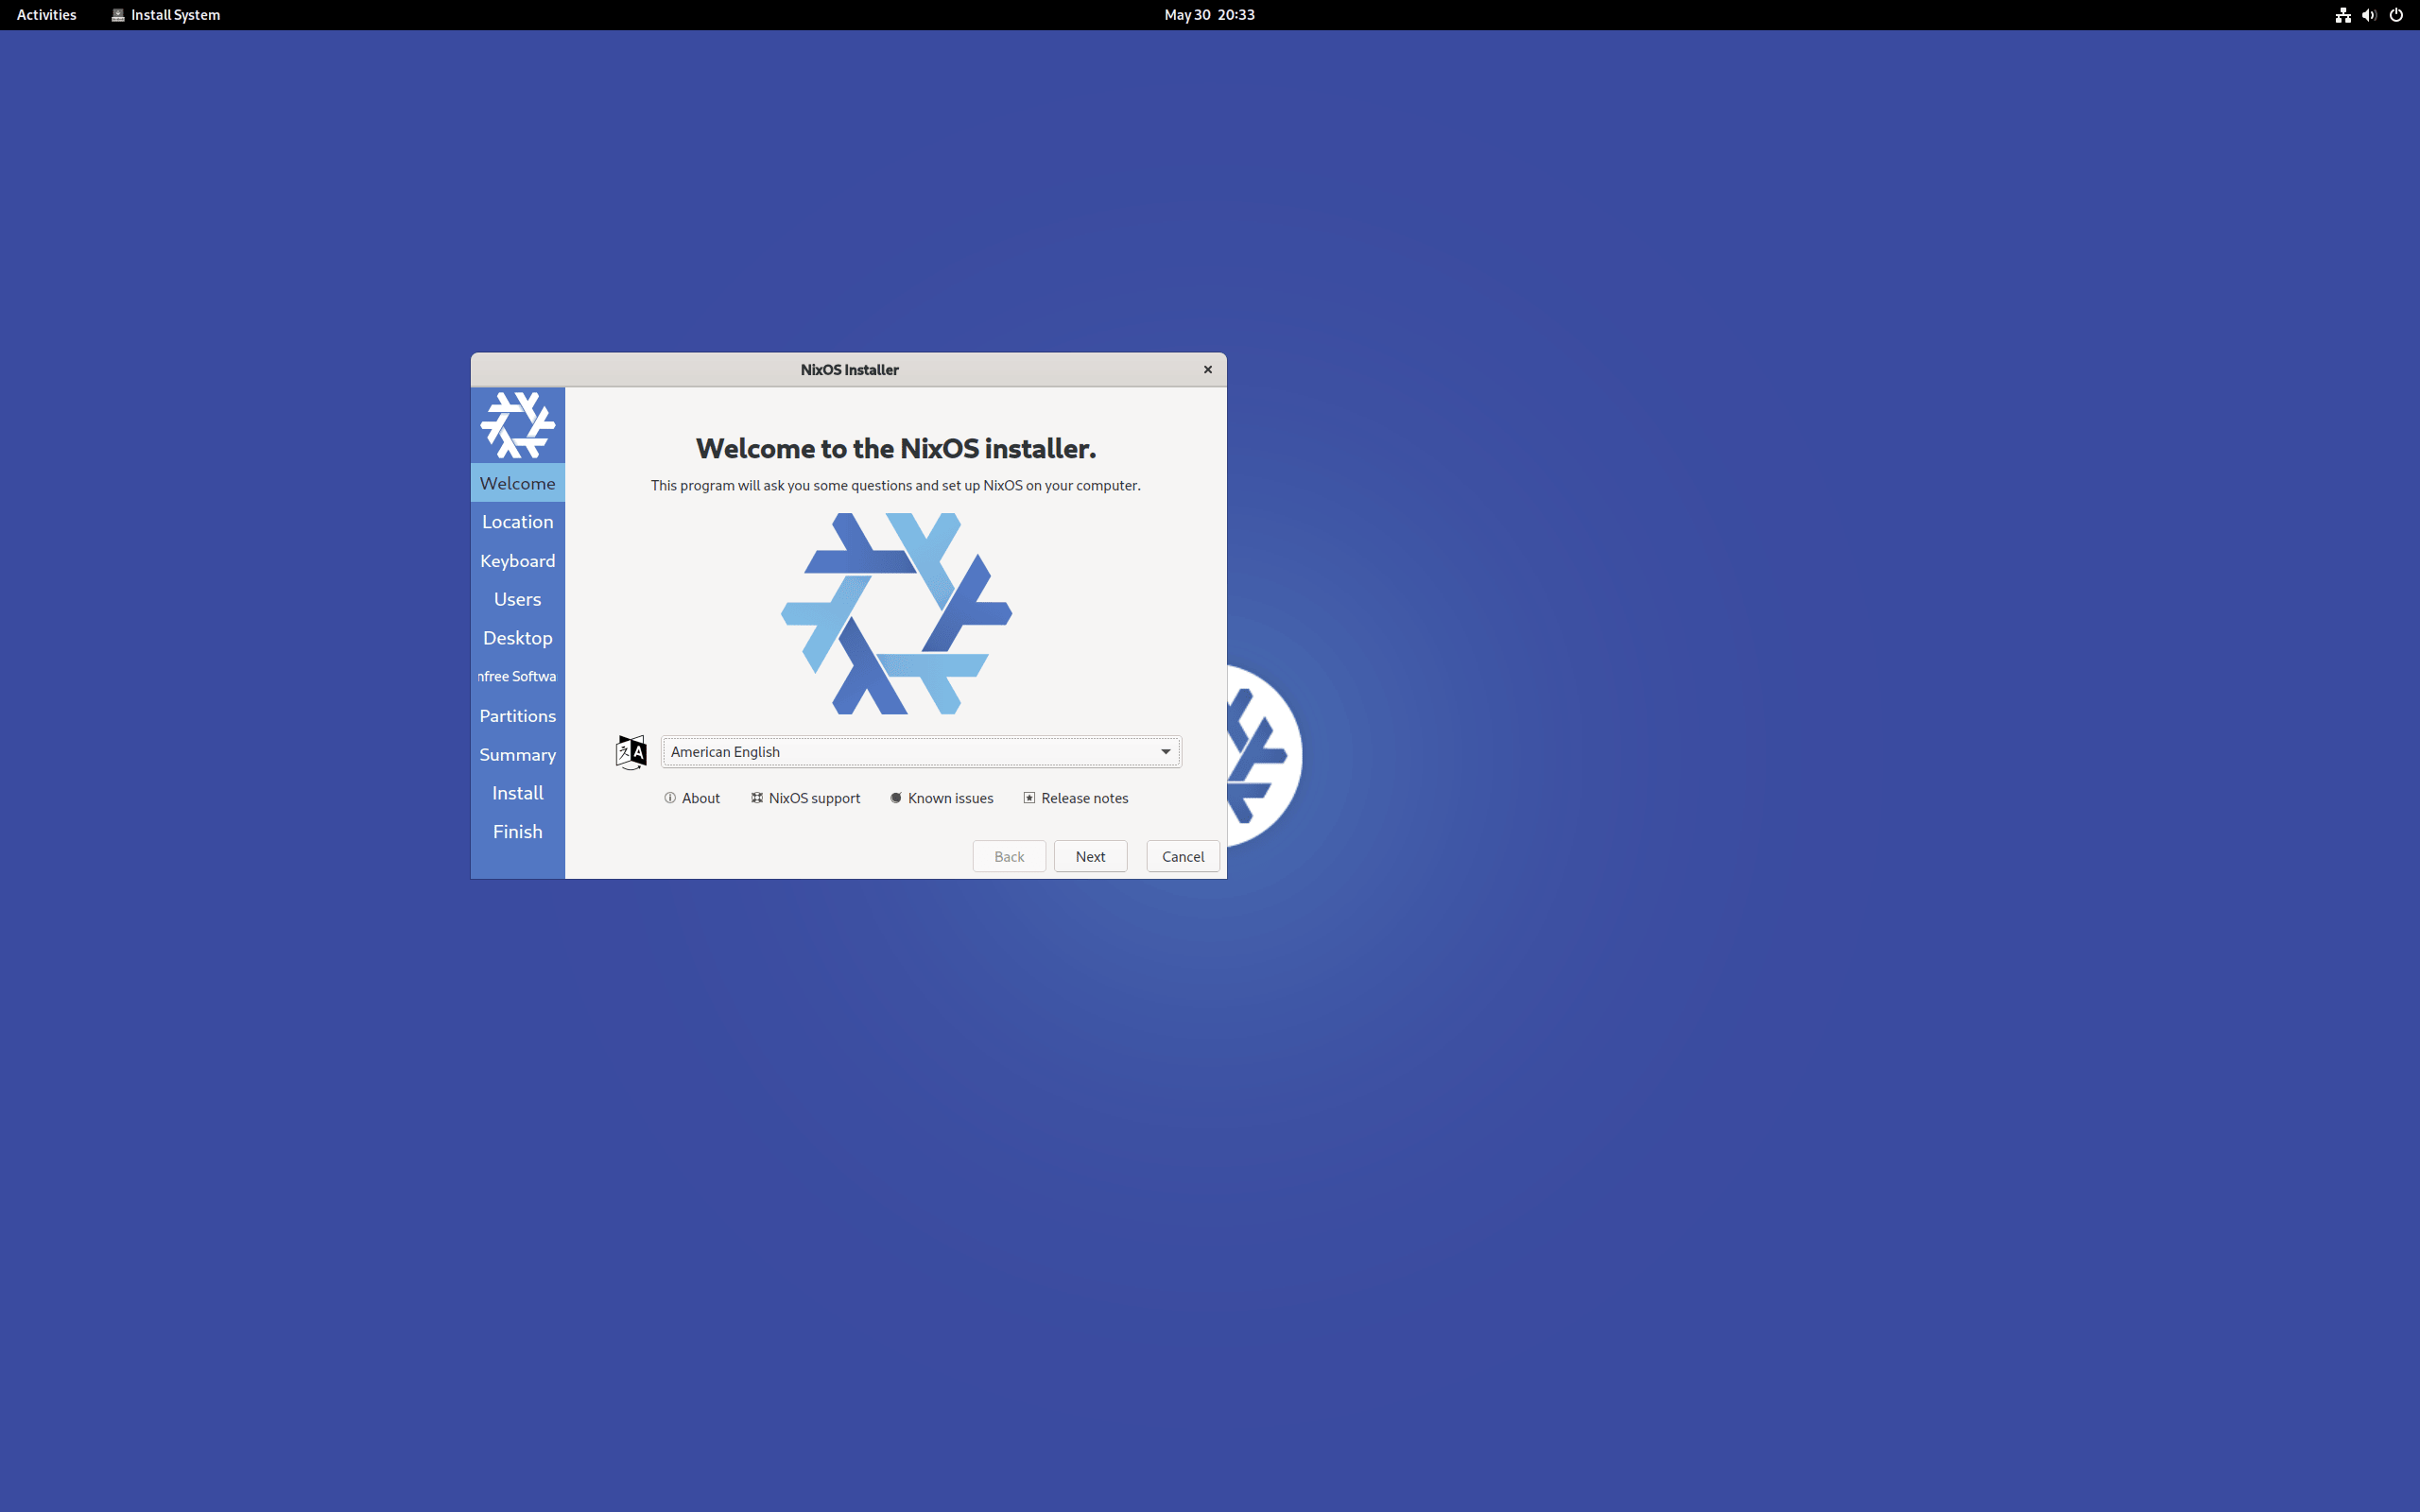 Activities
Install System
May 30 20:33
NixOS Installer
Welcome
Location
Keyboard
Users
Desktop
nfree Softwa
Partitions
Summary
Install
Finish
Welcome to the NixOS installer.
This program will ask you some questions and set up NixOS on your computer.
American English
About
NixOS support
Known issues
Release notes
Back
Next
Cancel